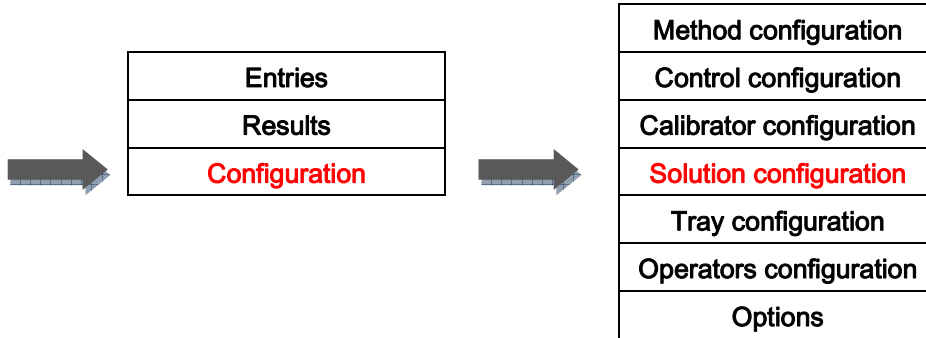 Entries
Results
Configuration
Method configuration
Control configuration
Calibrator configuration
Solution configuration
Tray configuration
Operators configuration
Options